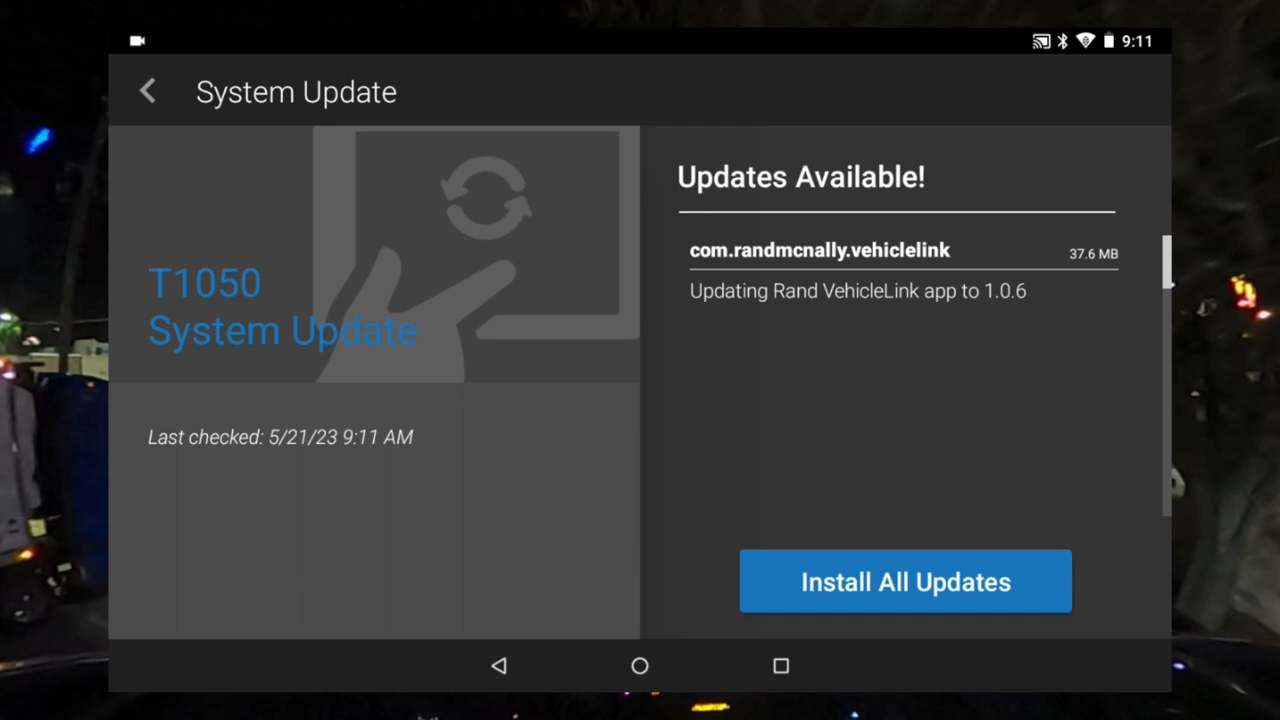 9:11
System Update
T1050
System Update
Last checked: 5/21/23 9:11 AM
Updates Available!
com.randmcnally.vehiclelink 37.6 MB
Updating Rand VehicleLink app to 1.0.6
Install All Updates